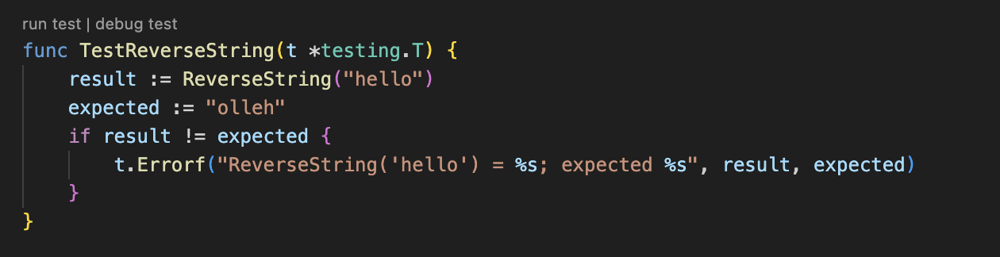 run test | debug test
func TestReverseString(t *testing.T) {
    result := ReverseString("hello")
    expected := "olleh"
    if result != expected {
        t.Errorf("ReverseString('hello') = %s; expected %s", result, expected)
    }
}